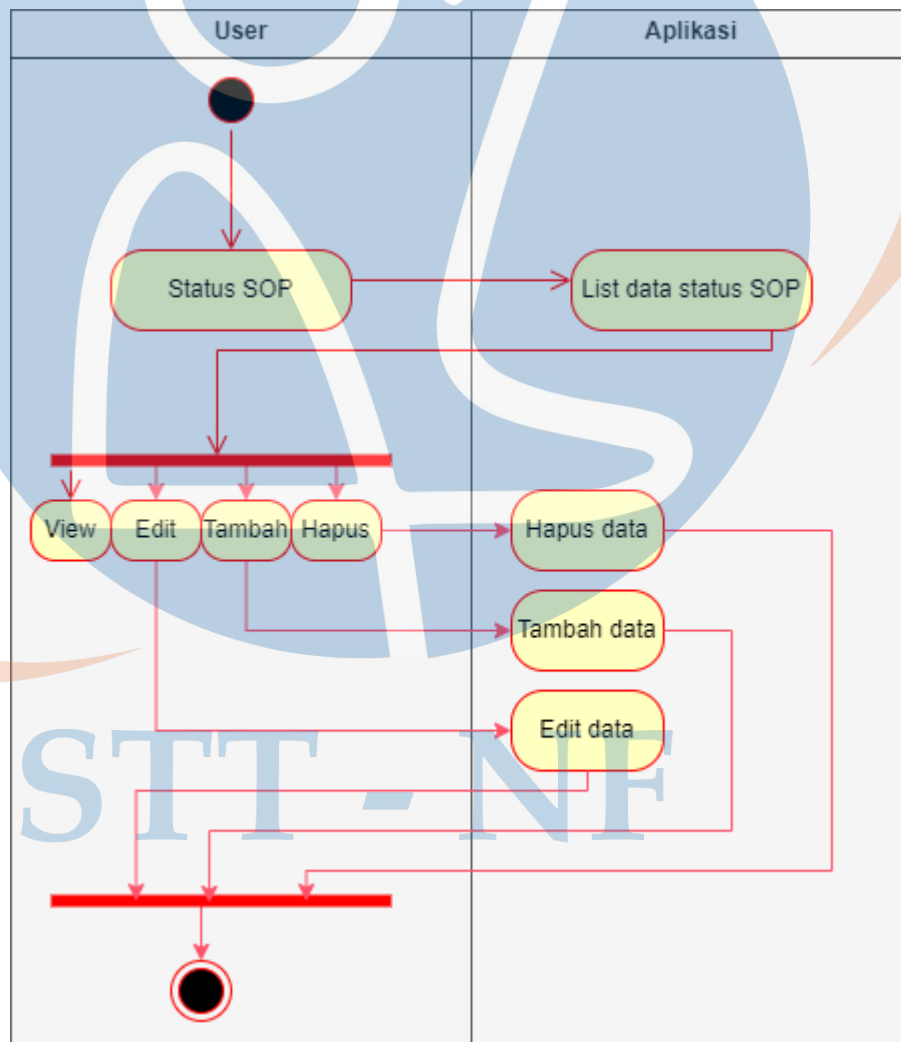 User
Aplikasi
Status SOP
List data status SOP
View
Edit
Tambah
Hapus
Hapus data
Tambah data
Edit data
STT - NF